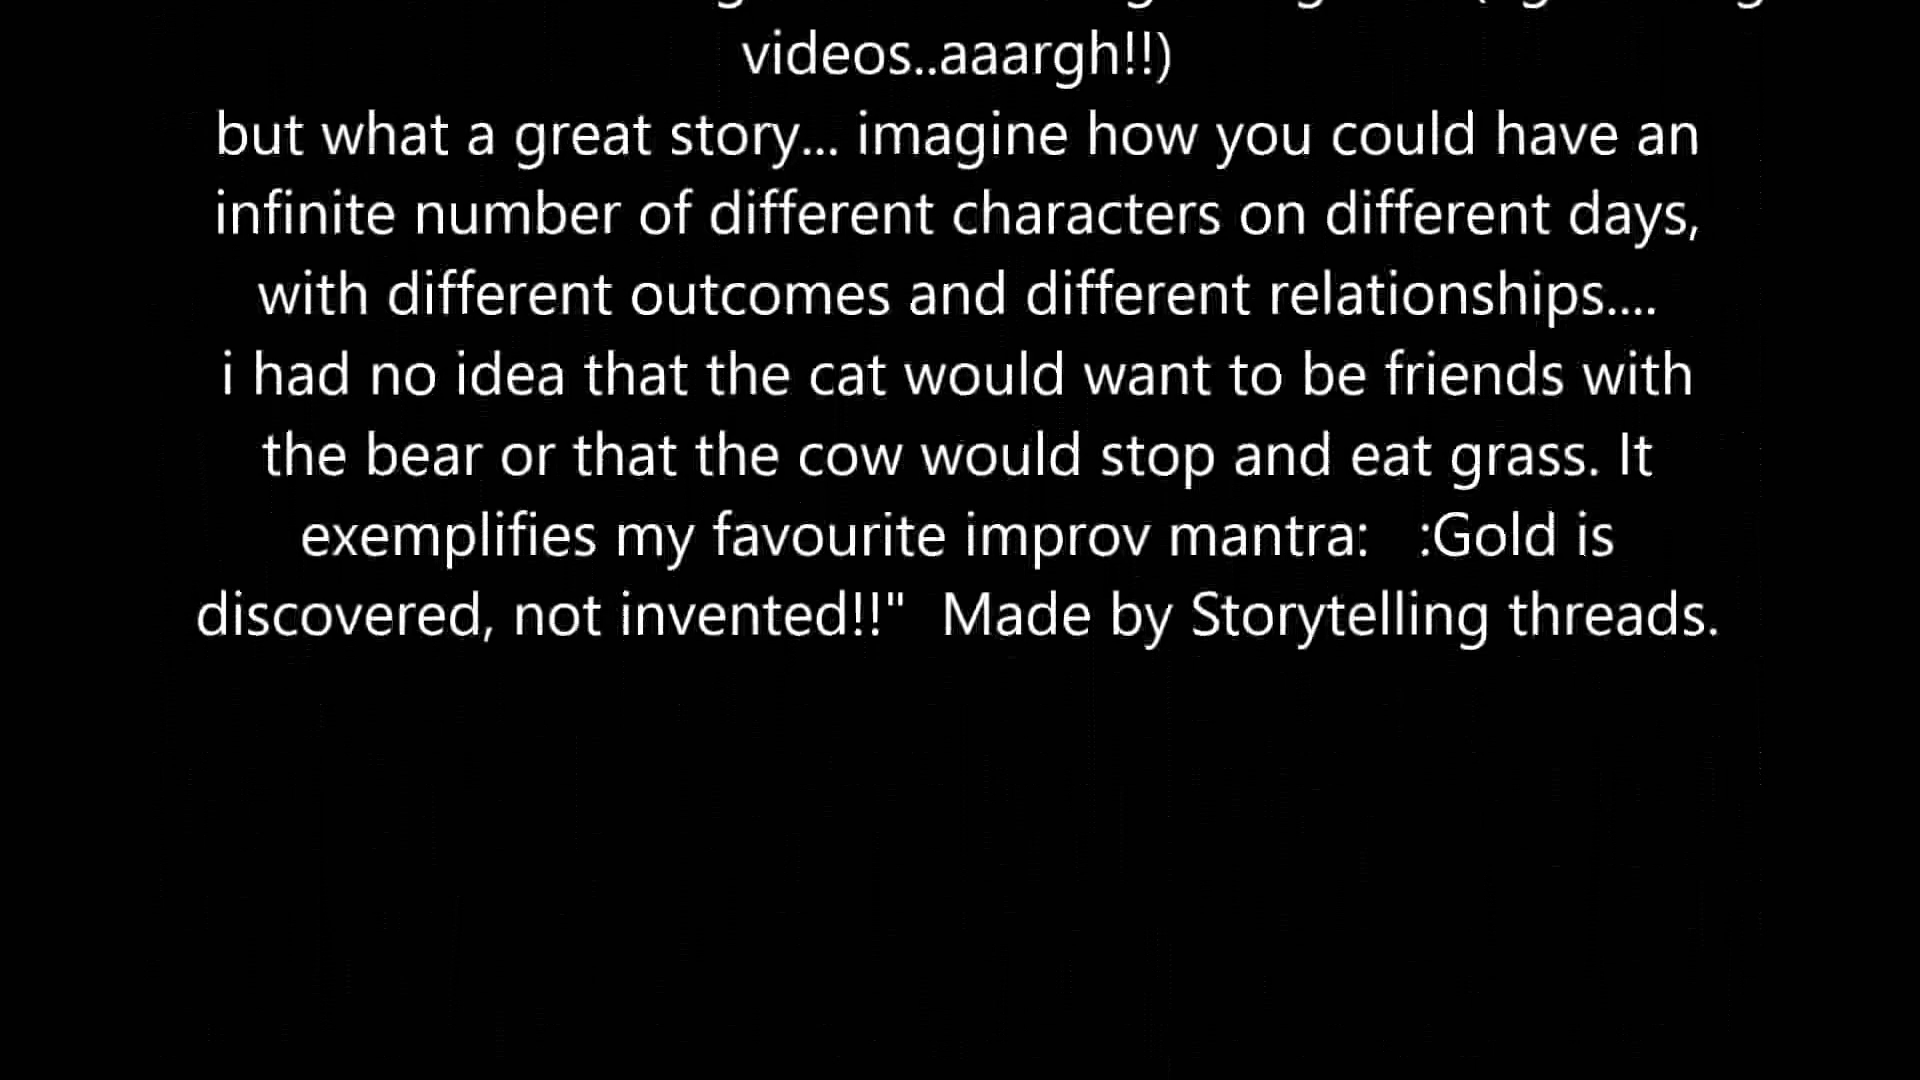 videos..aaargh!!)
but what a great story... imagine how you could have an
infinite number of different characters on different days,
with different outcomes and different relationships....
i had no idea that the cat would want to be friends with
the bear or that the cow would stop and eat grass. It
exemplifies my favourite improv mantra:   :Gold is
discovered, not invented!!"  Made by Storytelling threads.